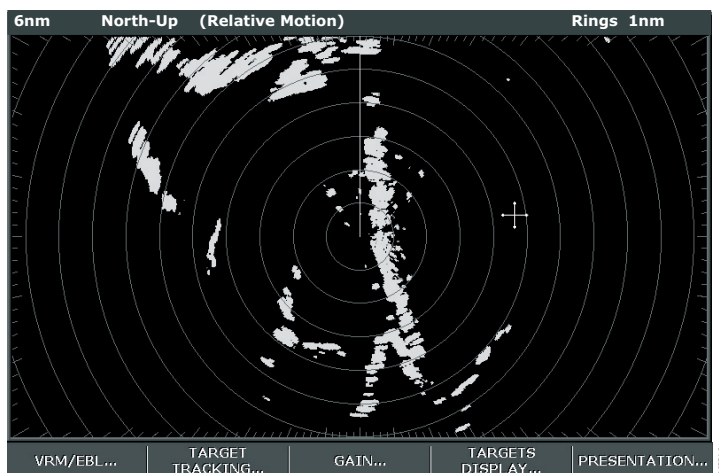 6nm North-Up (Relative Motion) Rings 1nm
VRM/EBL...
TARGET
TRACKING...
GAIN...
TARGETS
DISPLAY...
PRESENTATION...